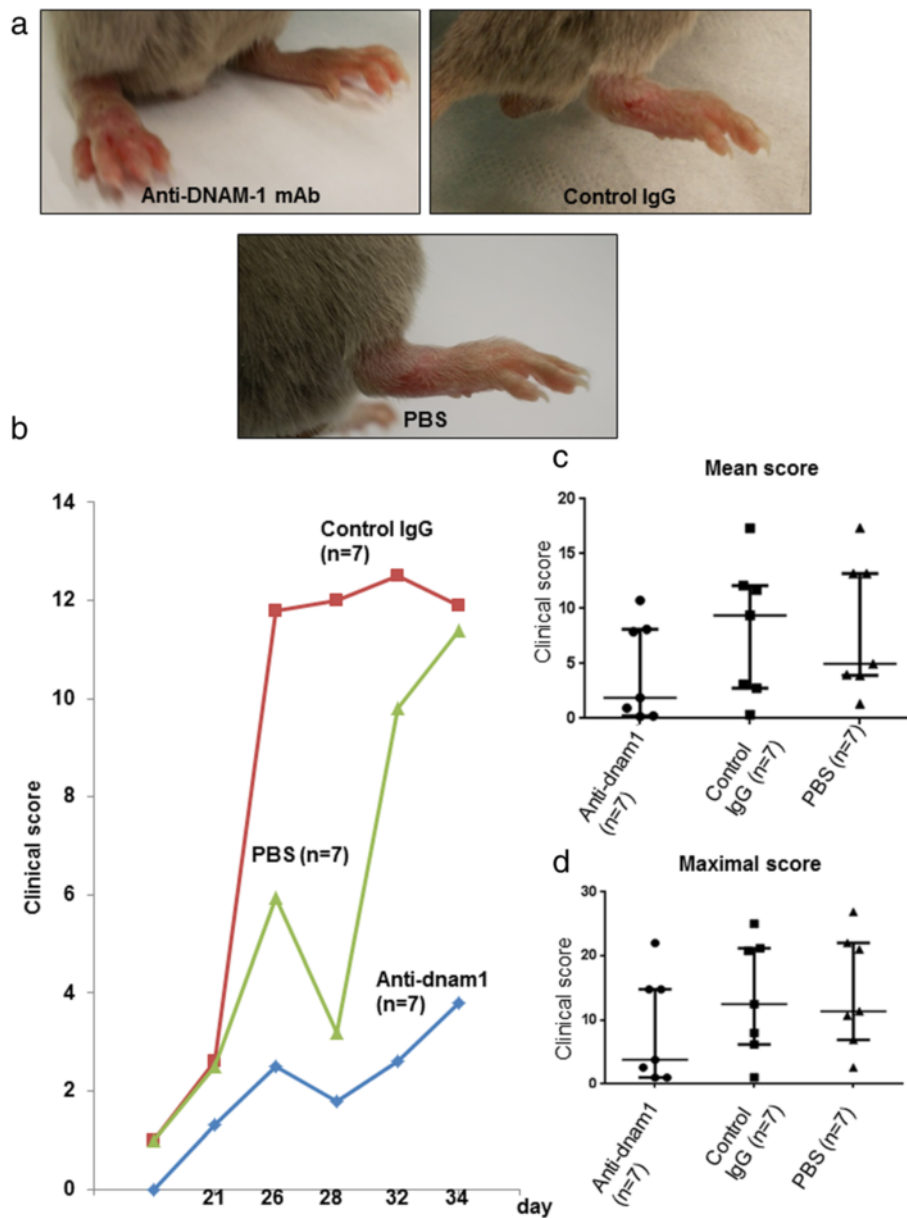 a
Anti-DNAM-1 mAb
Control IgG
PBS
b
14
12
10
8
6
4
2
0
Clinical score
Control IgG
(n=7)
PBS (n=7)
Anti-dnam1
(n=7)
21 26 28 32 34 day
c
Mean score
20
15
10
5
0
Clinical score
Anti-dnam1
(n=7)
Control
IgG (n=7)
PBS (n=7)
d
Maximal score
30
20
10
0
Clinical score
Anti-dnam1
(n=7)
Control
IgG (n=7)
PBS (n=7)